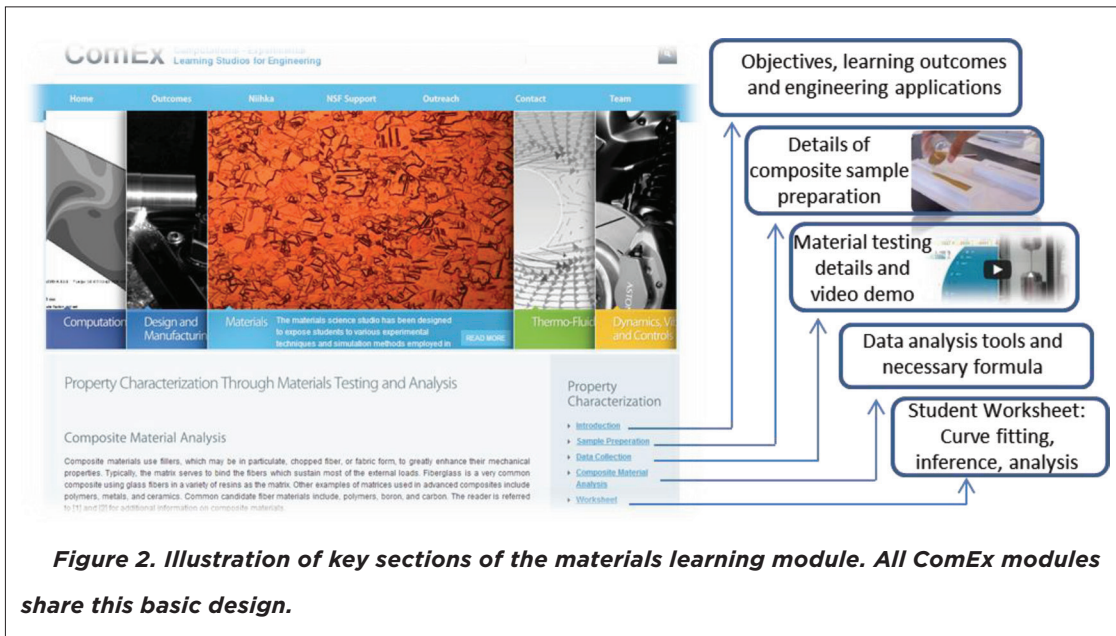 ComEx
Learning Studios for Engineering
Home Outcomes Niihka NSF Support Outreach Contact Team
Computation
Design and
Manufacturin
Materials
The materials science studio has been designed
to expose students to various experimental
techniques and simulation methods employed in
READ MORE
Thermo-Fluid
Dynamics, Vib
and Controls
ASTON
Property Characterization Through Materials Testing and Analysis
Composite Material Analysis
Composite materials use fillers, which may be in particulate, chopped fiber, or fabric form, to greatly enhance their mechanical
properties. Typically, the matrix serves to bind the fibers which sustain most of the external loads. Fiberglass is a very common
composite using glass fibers in a variety of resins as the matrix. Other examples of matrices used in advanced composites include
polymers, metals, and ceramics. Common candidate fiber materials include, polymers, boron, and carbon. The reader is referred
to [1] and [2] for additional information on composite materials.
Property
Characterization
Introduction
Sample Preperation
Data Collection
Composite Material
Analysis
Worksheet
Objectives, learning outcomes
and engineering applications
Details of
composite sample
preparation
Material testing
details and
video demo
Data analysis tools and
necessary formula
Student Worksheet:
Curve fitting,
inference, analysis
Figure 2. Illustration of key sections of the materials learning module. All ComEx modules
share this basic design.